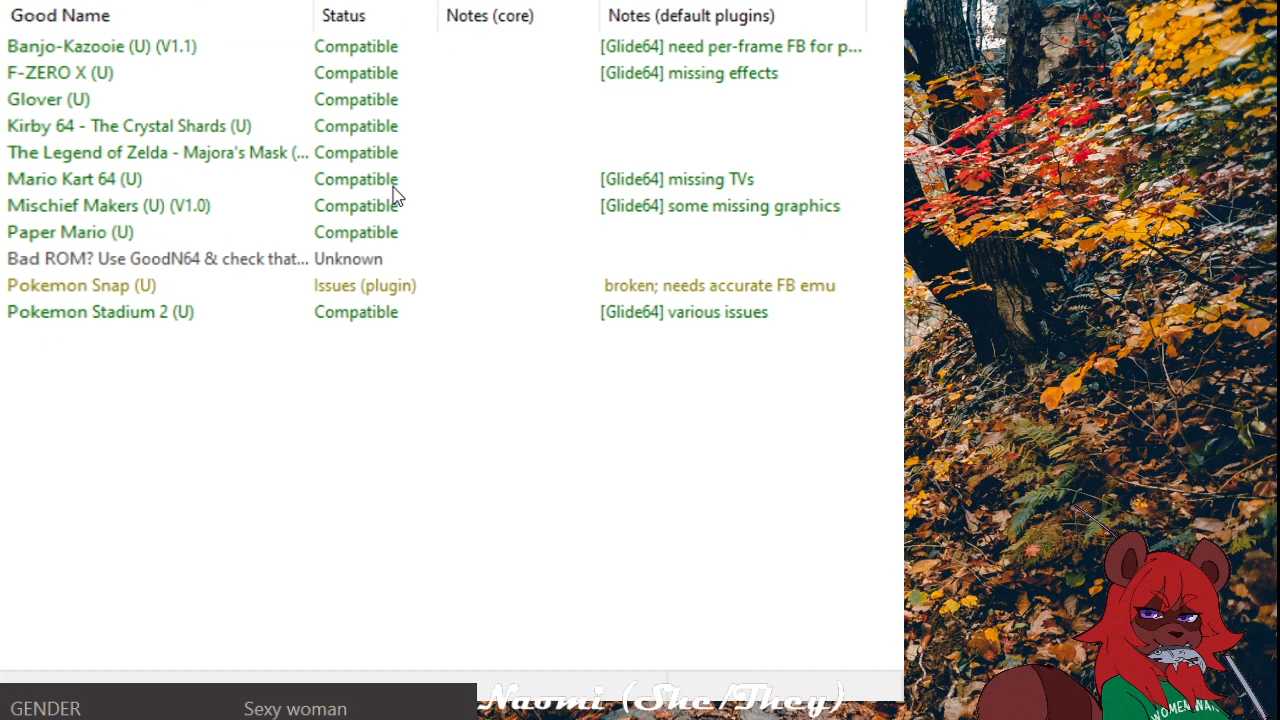 Good Name Status Notes (core) Notes (default plugins)
Banjo-Kazooie (U) (V1.1) Compatible [Glide64] need per-frame FB for p...
F-ZERO X (U) Compatible [Glide64] missing effects
Glover (U) Compatible
Kirby 64 - The Crystal Shards (U) Compatible
The Legend of Zelda - Majora's Mask (... Compatible
Mario Kart 64 (U) Compatible [Glide64] missing TVs
Mischief Makers (U) (V1.0) Compatible [Glide64] some missing graphics
Paper Mario (U) Compatible
Bad ROM? Use GoodN64 & check that... Unknown
Pokemon Snap (U) Issues (plugin) broken; needs accurate FB emu
Pokemon Stadium 2 (U) Compatible [Glide64] various issues
Naomi (She/They)
GENDER Sexy woman
WOMEN